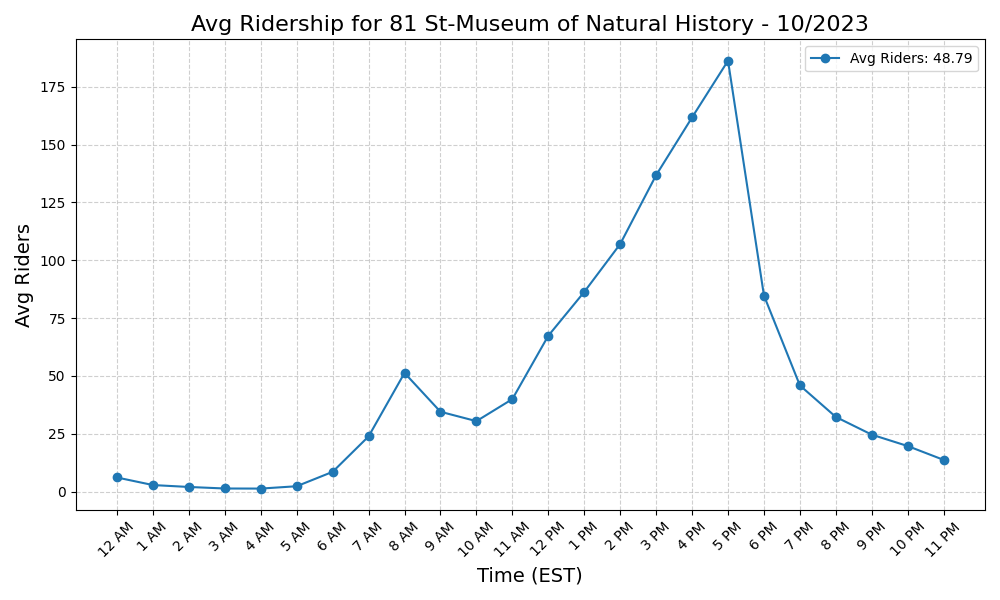 Avg Ridership for 81 St-Museum of Natural History - 10/2023
Avg Riders: 48.79
Avg Riders
175
150
125
100
75
50
25
0
12 AM
1 AM
2 AM
3 AM
4 AM
5 AM
6 AM
7 AM
8 AM
9 AM
10 AM
11 AM
12 PM
1 PM
2 PM
3 PM
4 PM
5 PM
6 PM
7 PM
8 PM
9 PM
10 PM
11 PM
Time (EST)